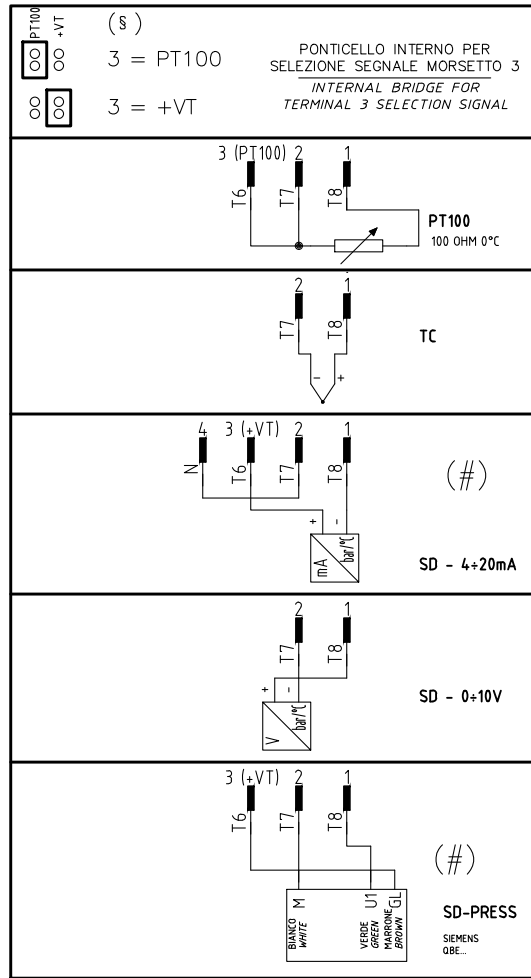 PT100
+VT
(§)
3 = PT100
3 = +VT
PONTICELLO INTERNO PER
SELEZIONE SEGNALE MORSETTO 3
INTERNAL BRIDGE FOR
TERMINAL 3 SELECTION SIGNAL
3 (PT100) 2 1
T6 T7 T8
PT100
100 OHM 0°C
2 1
T7 T8
- +
TC
4 3 (+VT) 2 1
N T6 T7 T8
+ -
mA bar/°C
(#)
SD - 4÷20mA
2 1
T7 T8
+ -
V bar/°C
SD - 0÷10V
3 (+VT) 2 1
T6 T7 T8
M U1 GL
BIANCO
WHITE
VERDE
GREEN
MARRONE
BROWN
(#)
SD-PRESS
SIEMENS
QBE...